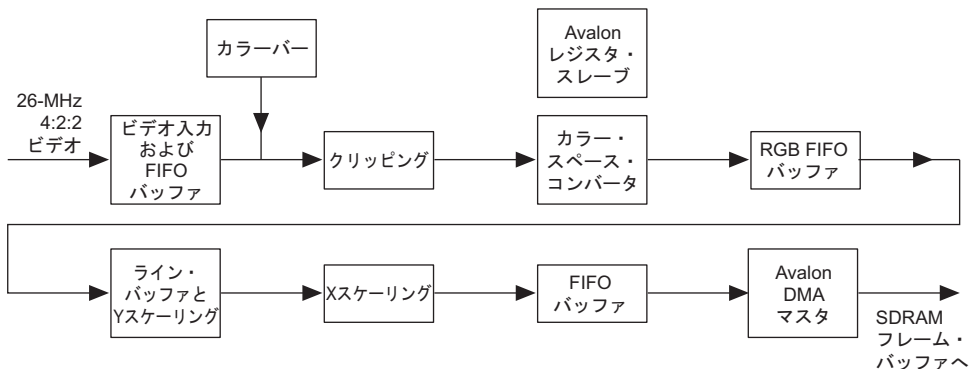 カラーバー
Avalon
レジスタ・
スレーブ
26-MHz
4:2:2
ビデオ
ビデオ入力
および
FIFO
バッファ
クリッピング
カラー・
スペース・
コンバータ
RGB FIFO
バッファ
ライン・
バッファと
Yスケーリング
Xスケーリング
FIFO
バッファ
Avalon
DMA
マスタ
SDRAM
フレーム・
バッファへ